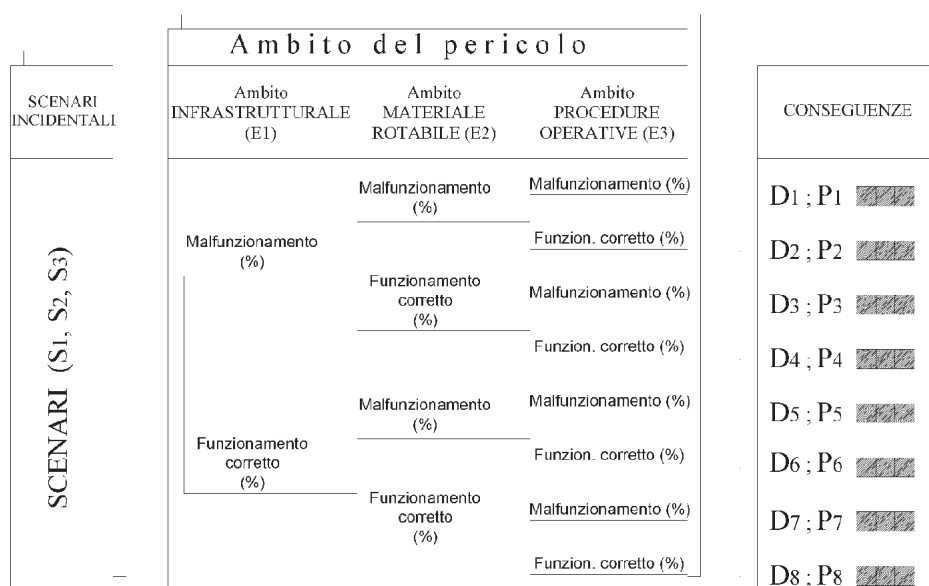 Ambito del pericolo
SCENARI
INCIDENTALI
Ambito
INFRASTRUTTURALE
(E1)
Ambito
MATERIALE
ROTABILE (E2)
Ambito
PROCEDURE
OPERATIVE (E3)
CONSEGUENZE
SCENARI (S1, S2, S3)
Malfunzionamento
(%)
Funzionamento
corretto
(%)
Malfunzionamento
(%)
Funzionamento
corretto
(%)
Malfunzionamento
(%)
Funzionamento
corretto
(%)
Malfunzionamento (%)
Funzion. corretto (%)
Malfunzionamento (%)
Funzion. corretto (%)
Malfunzionamento (%)
Funzion. corretto (%)
Malfunzionamento (%)
Funzion. corretto (%)
D1 ; P1
D2 ; P2
D3 ; P3
D4 ; P4
D5 ; P5
D6 ; P6
D7 ; P7
D8 ; P8